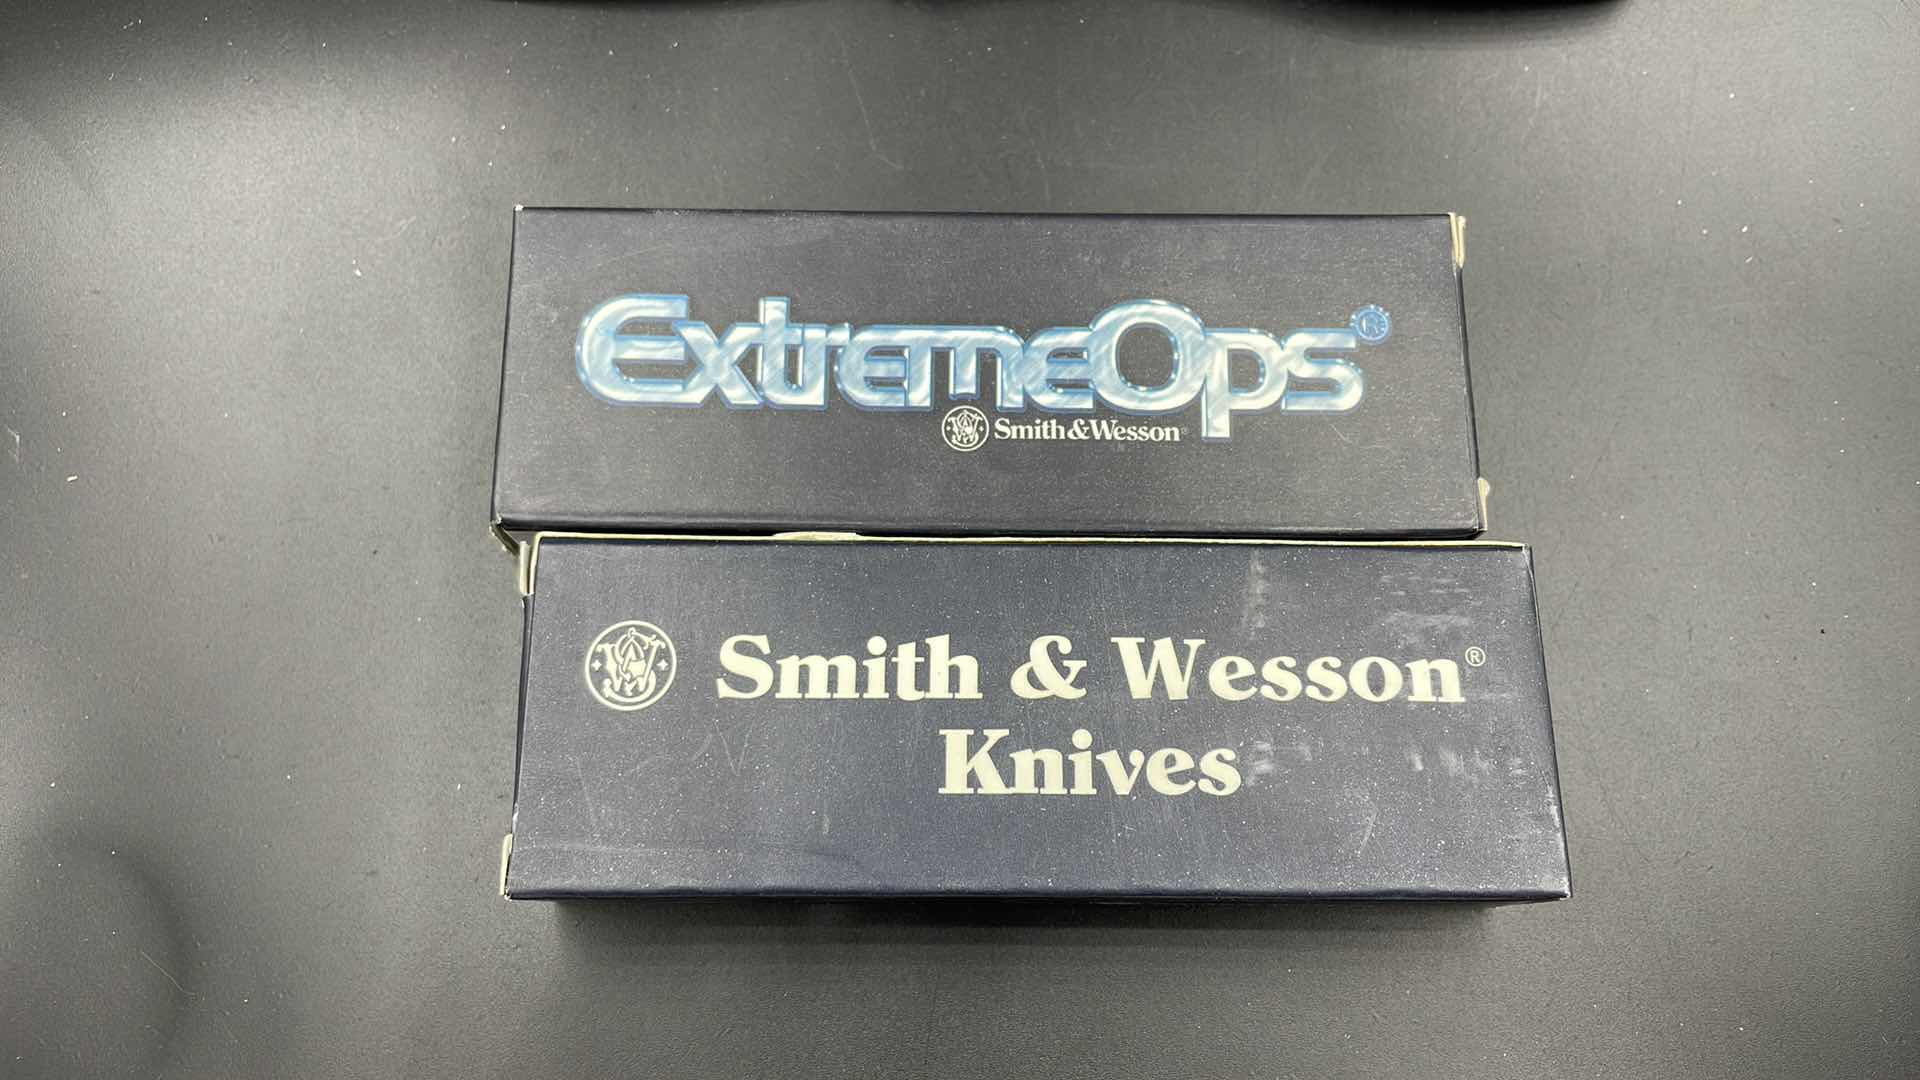 ExtremeOps®
Smith&Wesson
Smith & Wesson®
Knives